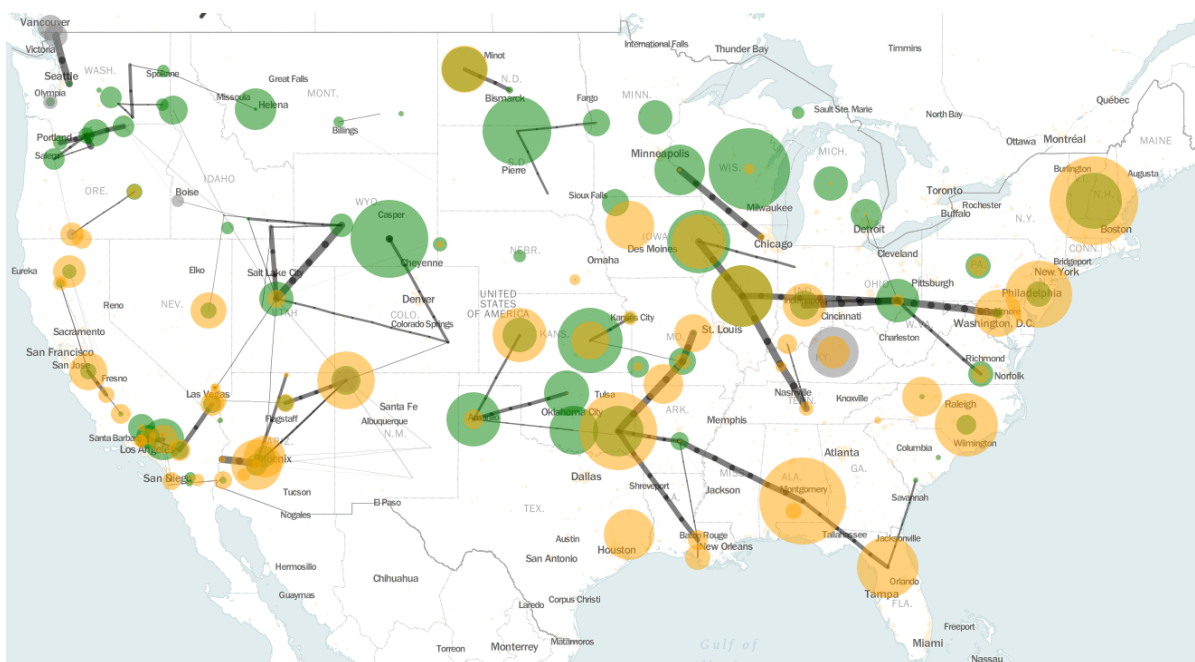 Vancouver
Victoria
Seattle
Olympia
WASH.
Spokane
Missoula
Great Falls
Helena
MONT.
Billings
Minot
N.D.
Bismarck
Fargo
MINN.
International Falls
Thunder Bay
Timmins
Sault Ste. Marie
North Bay
Québec
Ottawa
Montréal
MAINE
Portland
Salem
ORE.
Boise
IDAHO
WYO.
Casper
Cheyenne
S.D.
Pierre
Sioux Falls
Minneapolis
WIS.
MICH.
Milwaukee
Detroit
Toronto
Buffalo
Rochester
N.Y.
Burlington
Augusta
N.H.
Boston
CONN.
Bridgeport
New York
Eureka
Elko
Reno
NEV.
Salt Lake City
UTAH
Denver
COLO.
Colorado Springs
NEBR.
UNITED
STATES
OF AMERICA
Omaha
IOWA
Des Moines
Chicago
Cleveland
Pittsburgh
PA.
Philadelphia
OHIO
IND.
Cincinnati
W.VA.
Charleston
Washington, D.C.
Richmond
Norfolk
Sacramento
San Francisco
San Jose
Fresno
Las Vegas
Santa Barbara
Los Angeles
San Diego
Flagstaff
ARIZ.
Phoenix
Tucson
Nogales
Santa Fe
Albuquerque
N.M.
El Paso
KANS.
Kansas City
MO.
St. Louis
KY.
Nashville
TENN.
Knoxville
Raleigh
Wilmington
Amarillo
Oklahoma City
Tulsa
ARK.
Memphis
Dallas
Shreveport
Jackson
MISS.
ALA.
Montgomery
Atlanta
GA.
Columbia
Savannah
TEX.
Austin
San Antonio
Houston
Baton Rouge
New Orleans
Tallahassee
Jacksonville
Orlando
Tampa
FLA.
Miami
Freeport
Nassau
Hermosillo
Guaymas
Chihuahua
Laredo
Corpus Christi
Matamoros
Monterrey
Torreon
Gulf of